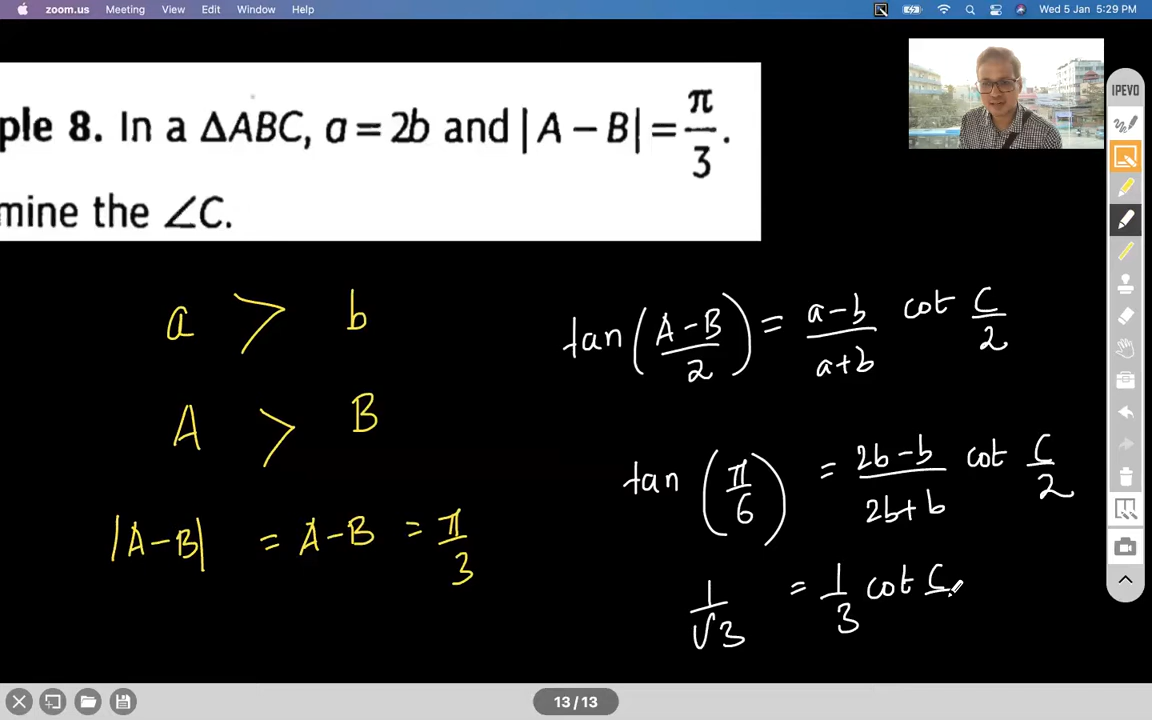 zoom.us Meeting View Edit Window Help Wed 5 Jan 5:29 PM
IPEVO
ple 8. In a ΔABC, a = 2b and |A − B| = π/3.
mine the ∠C.
a > b
A > B
|A−B| = A−B = π/3
tan(A−B/2) = a−b/a+b cot C/2
tan(π/6) = 2b−b/2b+b cot C/2
1/√3 = 1/3 cot C
13 / 13